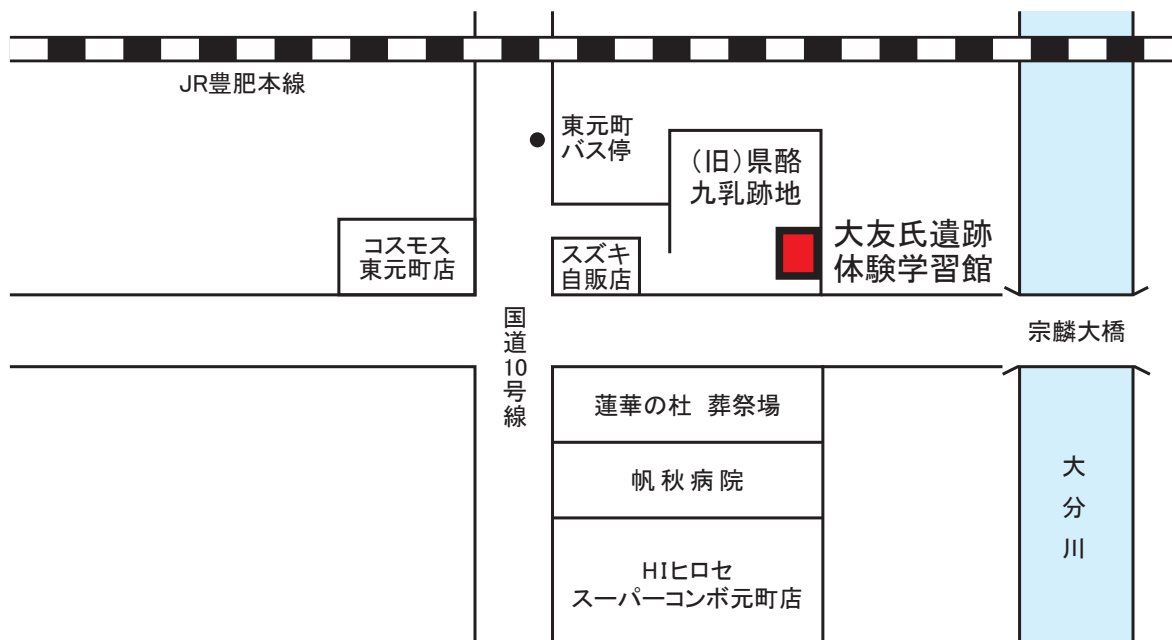 JR豊肥本線
東元町
バス停
(旧)県酪
九乳跡地
大友氏遺跡
体験学習館
コスモス
東元町店
スズキ
自販店
国道10号線
宗麟大橋
蓮華の杜 葬祭場
帆秋病院
HIヒロセ
スーパーコンボ元町店
大分川